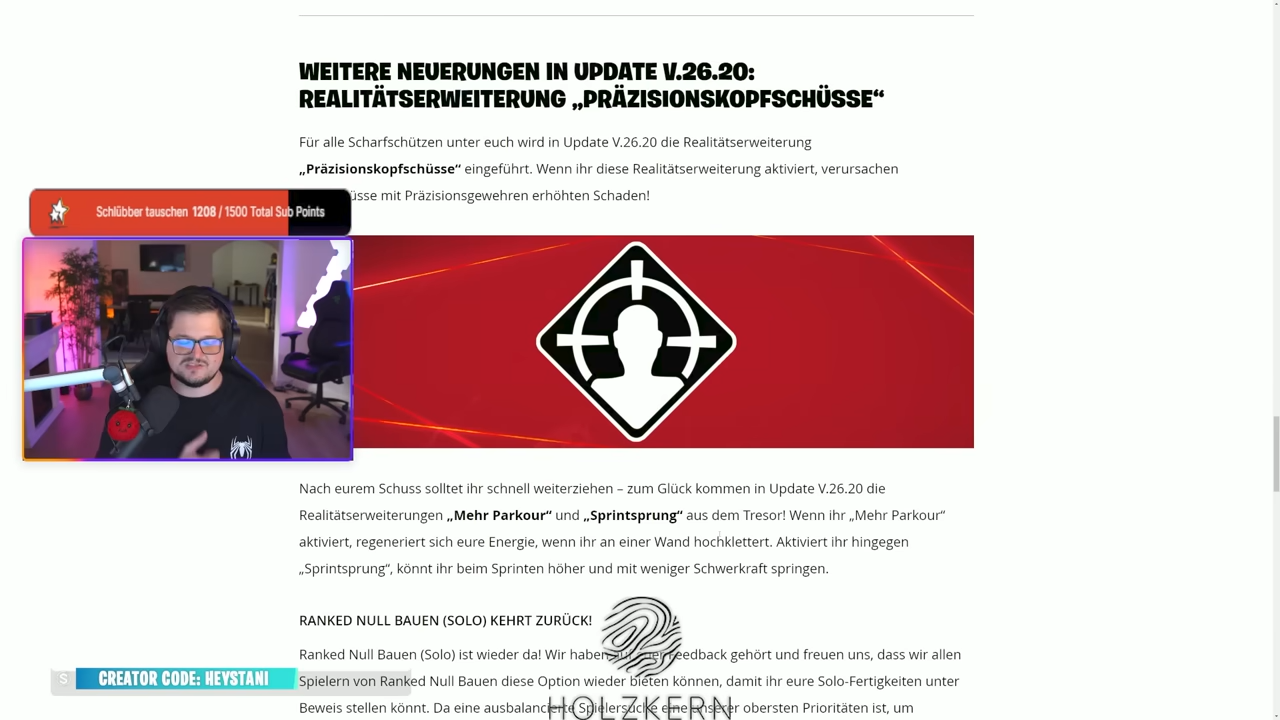 WEITERE NEUERUNGEN IN UPDATE V.26.20:
REALITÄTSERWEITERUNG „PRÄZISIONSKOPFSCHÜSSE“
Für alle Scharfschützen unter euch wird in Update V.26.20 die Realitätserweiterung
„Präzisionskopfschüsse“ eingeführt. Wenn ihr diese Realitätserweiterung aktiviert, verursachen
mit Präzisionsgewehren erhöhten Schaden!
Schlübber tauschen 1208 / 1500 Total Sub Points
Nach eurem Schuss solltet ihr schnell weiterziehen – zum Glück kommen in Update V.26.20 die
Realitätserweiterungen „Mehr Parkour“ und „Sprintsprung“ aus dem Tresor! Wenn ihr „Mehr Parkour“
aktiviert, regeneriert sich eure Energie, wenn ihr an einer Wand hochklettert. Aktiviert ihr hingegen
„Sprintsprung“, könnt ihr beim Sprinten höher und mit weniger Schwerkraft springen.
RANKED NULL BAUEN (SOLO) KEHRT ZURÜCK!
Ranked Null Bauen (Solo) ist wieder da! Wir haben auf euer Feedback gehört und freuen uns, dass wir allen
S CREATOR CODE: HEYSTANI
Spielern von Ranked Null Bauen diese Option wieder bieten können, damit ihr eure Solo-Fertigkeiten unter
Beweis stellen könnt. Da eine ausbalancierte Spielersuche eine unserer obersten Prioritäten ist, um
HOLZKERN